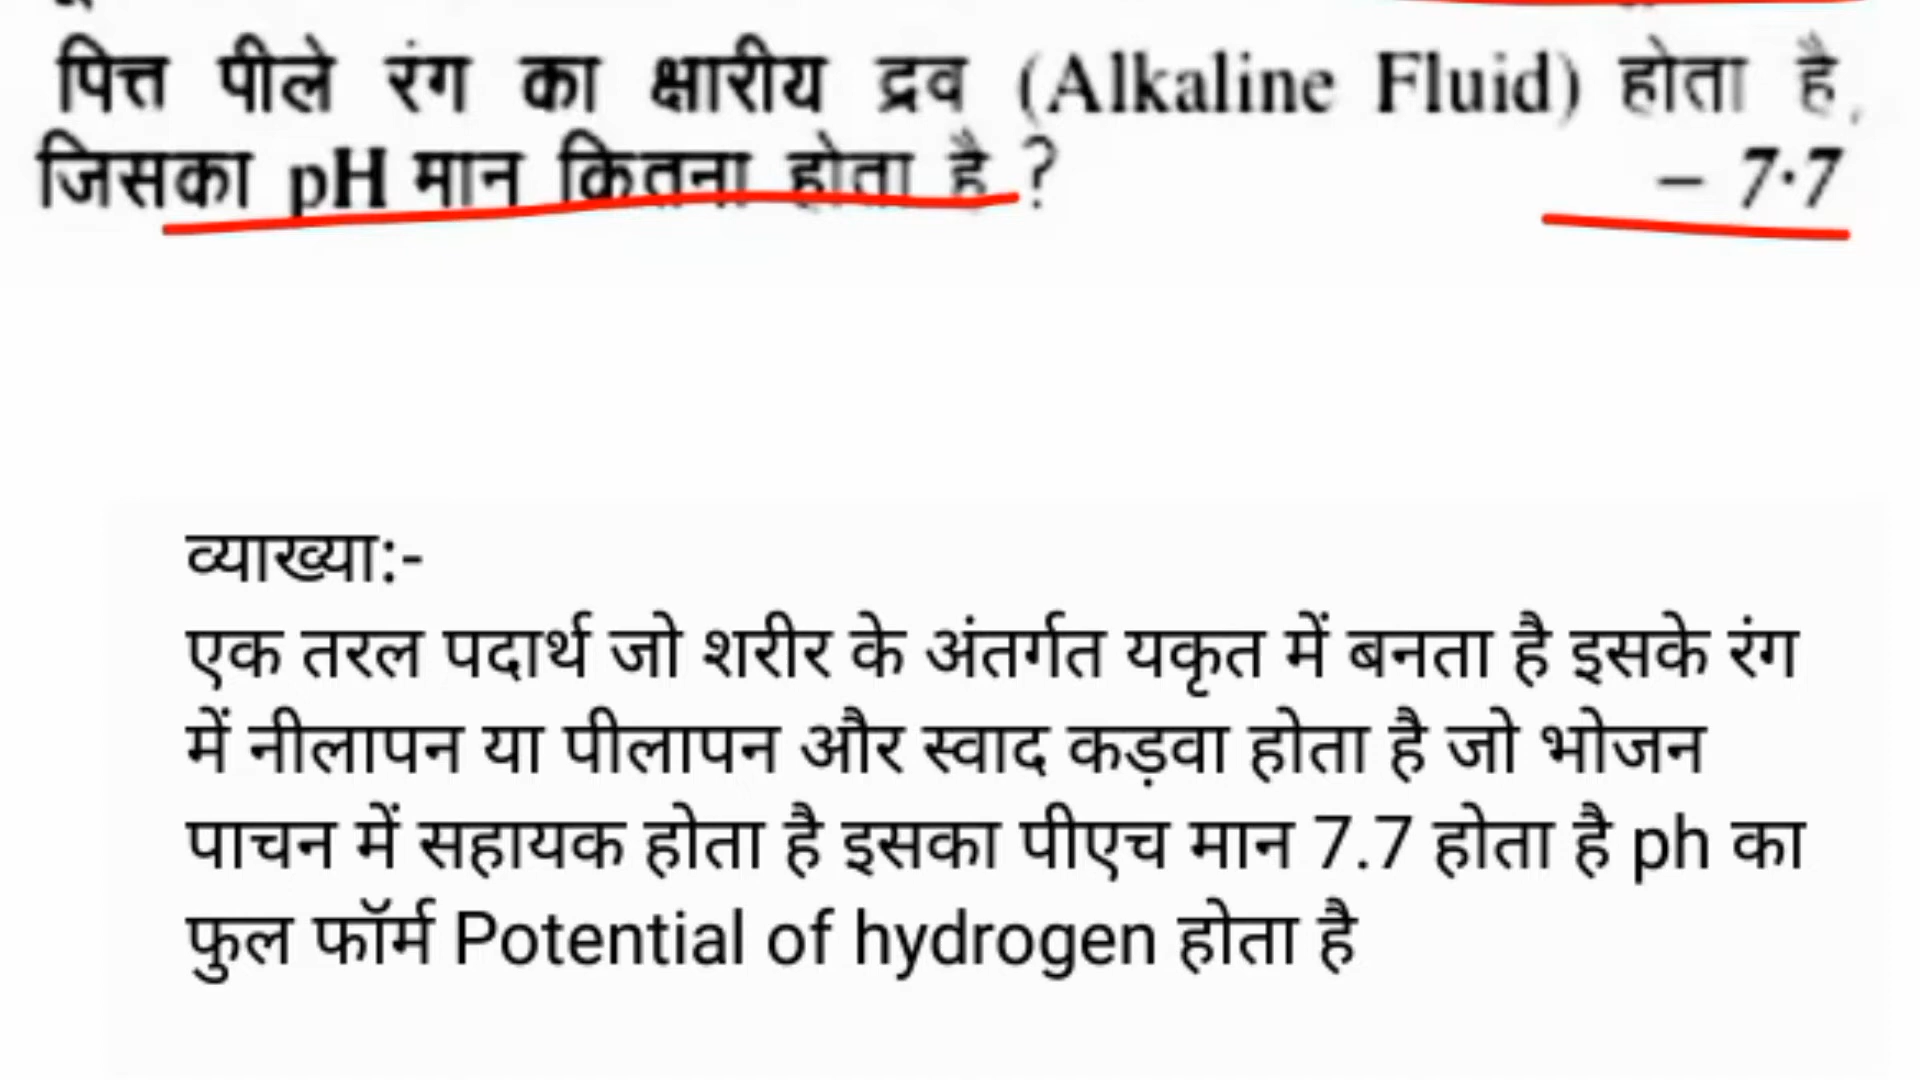 पित्त पीले रंग का क्षारीय द्रव (Alkaline Fluid) होता है,
जिसका pH मान कितना होता है ? – 7·7
व्याख्या:-
एक तरल पदार्थ जो शरीर के अंतर्गत यकृत में बनता है इसके रंग
में नीलापन या पीलापन और स्वाद कड़वा होता है जो भोजन
पाचन में सहायक होता है इसका पीएच मान 7.7 होता है ph का
फुल फॉर्म Potential of hydrogen होता है